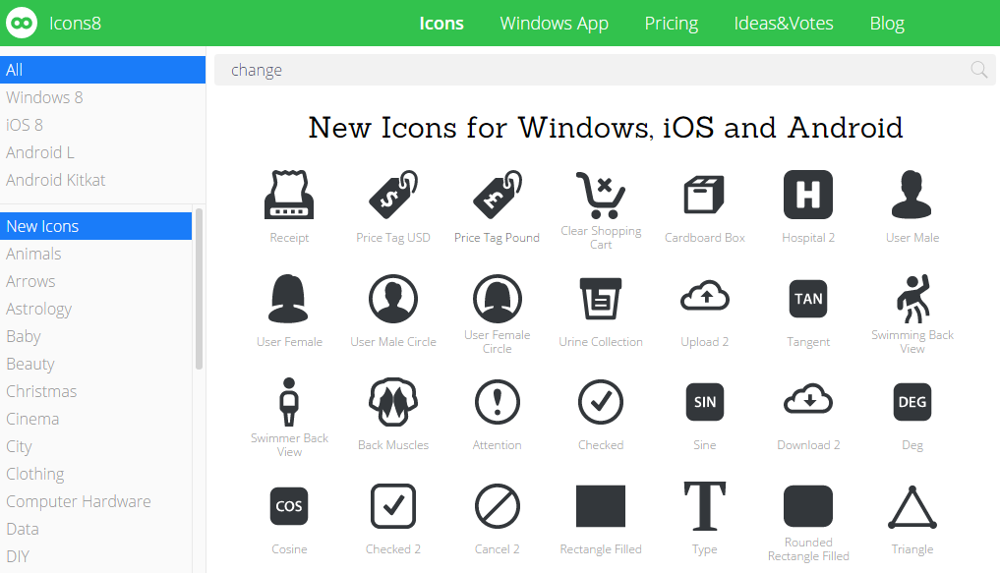 Icons8
Icons Windows App Pricing Ideas&Votes Blog
All
Windows 8
iOS 8
Android L
Android Kitkat
New Icons
Animals
Arrows
Astrology
Baby
Beauty
Christmas
Cinema
City
Clothing
Computer Hardware
Data
DIY
change
New Icons for Windows, iOS and Android
$ £ H
Receipt Price Tag USD Price Tag Pound Clear Shopping Cart Cardboard Box Hospital 2 User Male
TAN
User Female User Male Circle User Female Circle Urine Collection Upload 2 Tangent Swimming Back View
! SIN DEG
Swimmer Back View Back Muscles Attention Checked Sine Download 2 Deg
COS T
Cosine Checked 2 Cancel 2 Rectangle Filled Type Rounded Rectangle Filled Triangle